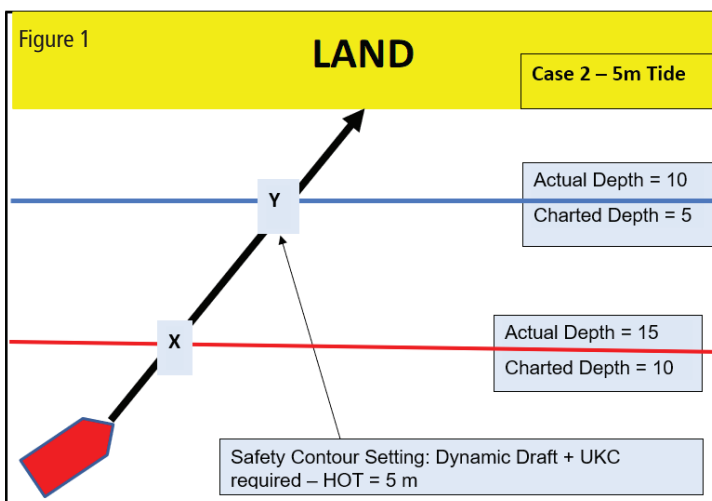 Figure 1
LAND
Case 2 – 5m Tide
Actual Depth = 10
Charted Depth = 5
Y
X
Actual Depth = 15
Charted Depth = 10
Safety Contour Setting: Dynamic Draft + UKC
required – HOT = 5 m